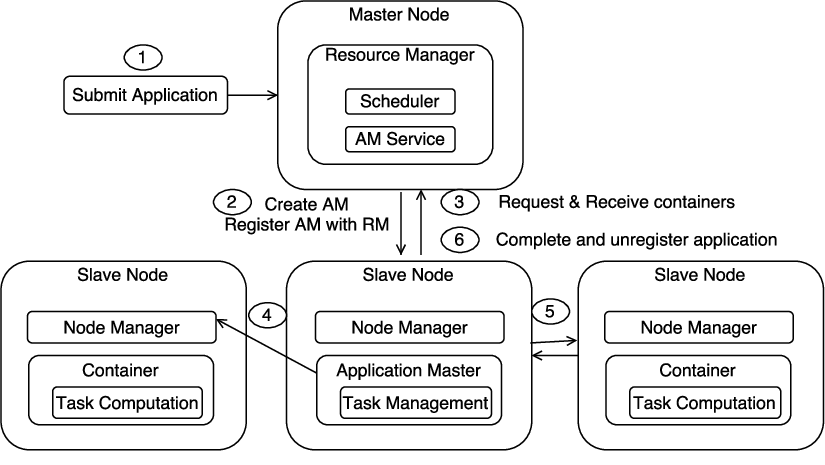 Master Node
1
Resource Manager
Submit Application
Scheduler
AM Service
2
Create AM
Register AM with RM
3
Request & Receive containers
6
Complete and unregister application
Slave Node
Slave Node
Slave Node
4
5
Node Manager
Node Manager
Node Manager
Container
Application Master
Container
Task Computation
Task Management
Task Computation